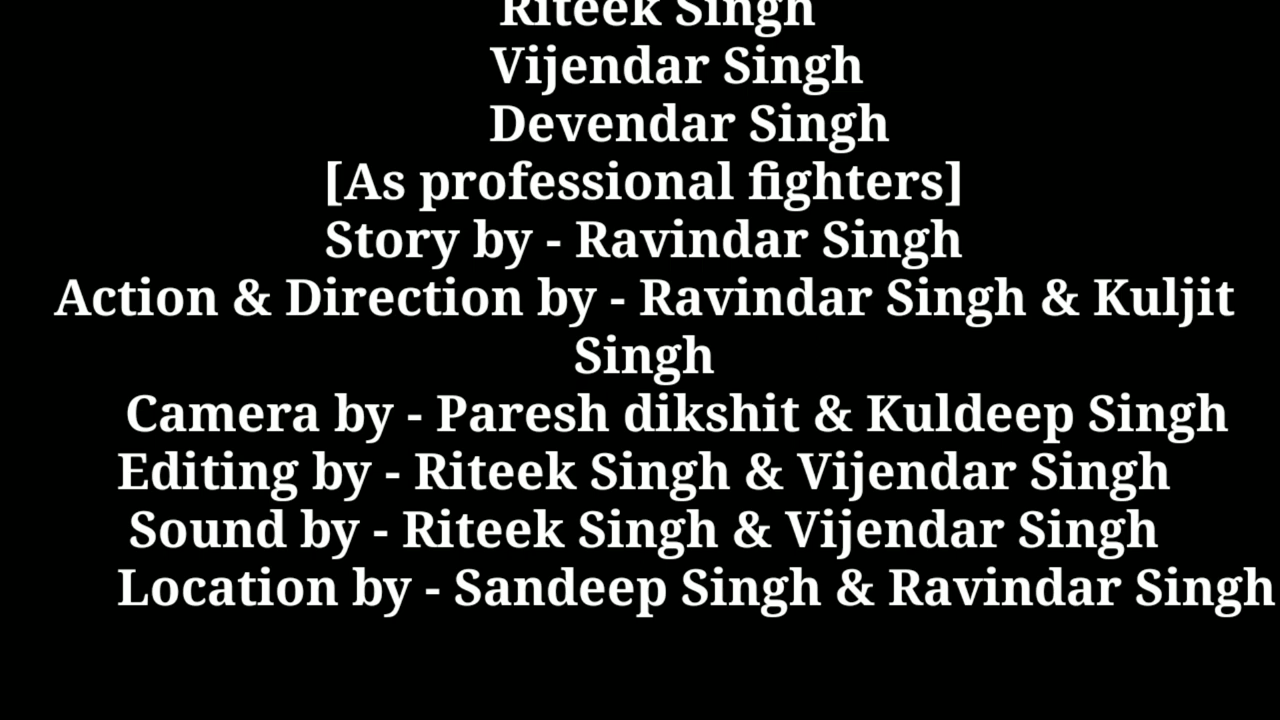 Riteek Singh
Vijendar Singh
Devendar Singh
[As professional fighters]
Story by - Ravindar Singh
Action & Direction by - Ravindar Singh & Kuljit
Singh
Camera by - Paresh dikshit & Kuldeep Singh
Editing by - Riteek Singh & Vijendar Singh
Sound by - Riteek Singh & Vijendar Singh
Location by - Sandeep Singh & Ravindar Singh